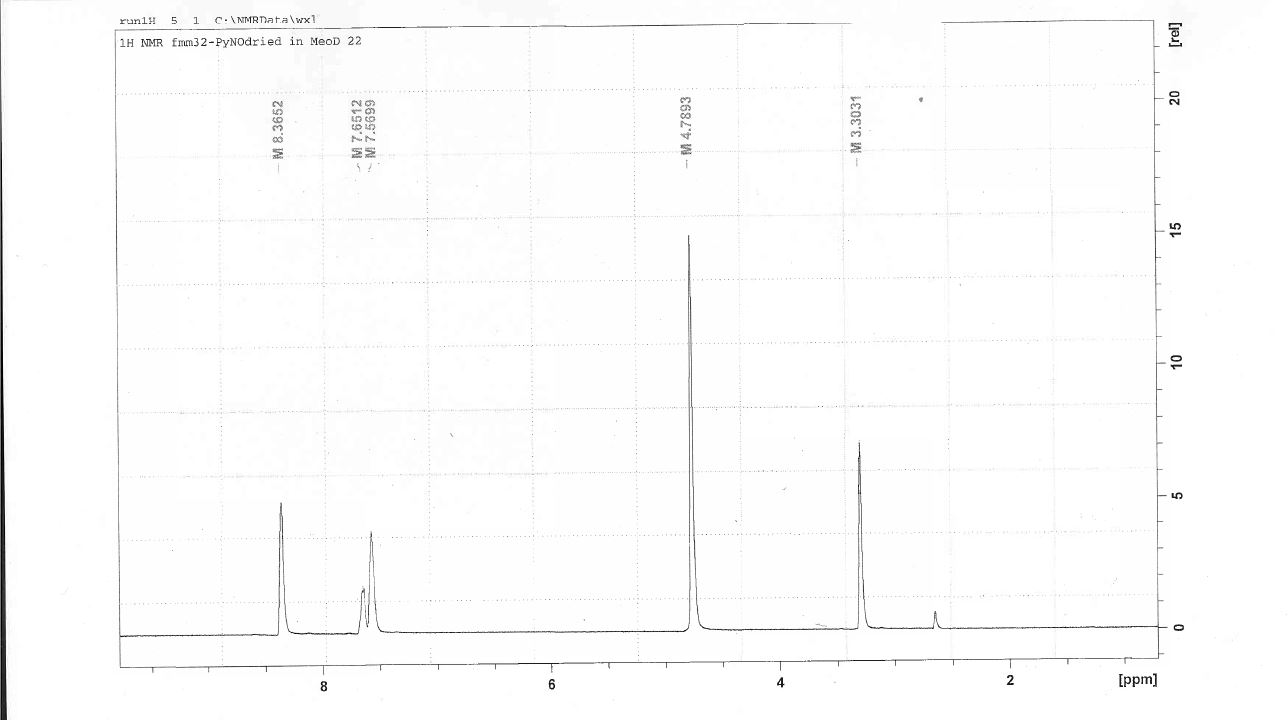 run1H 5 1 C:\NMRData\wxl
1H NMR fmm32-PyNOdried in MeoD 22
M 8.3652
M 7.6512
M 7.5699
M 4.7893
M 3.3031
[rel]
20
15
10
5
0
8
6
4
2
[ppm]